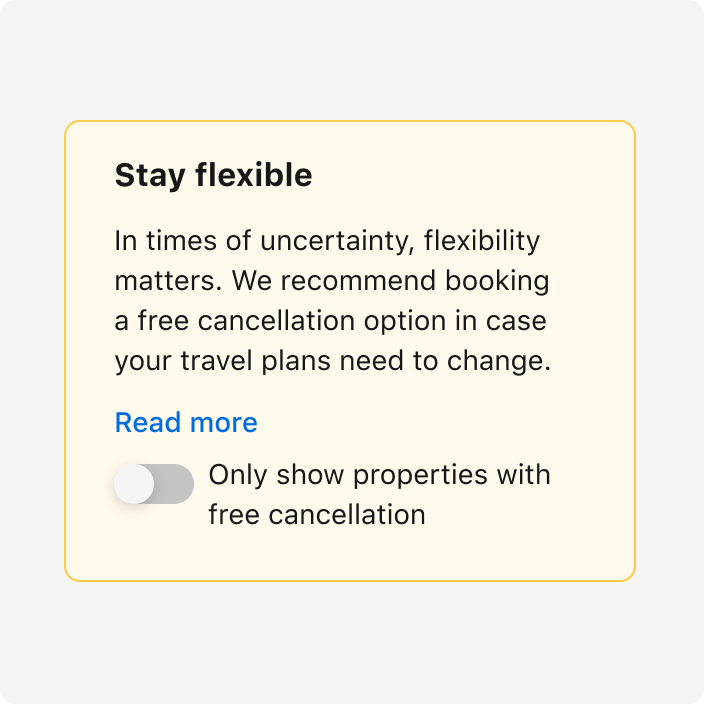 Stay flexible
In times of uncertainty, flexibility
matters. We recommend booking
a free cancellation option in case
your travel plans need to change.
Read more
Only show properties with
free cancellation